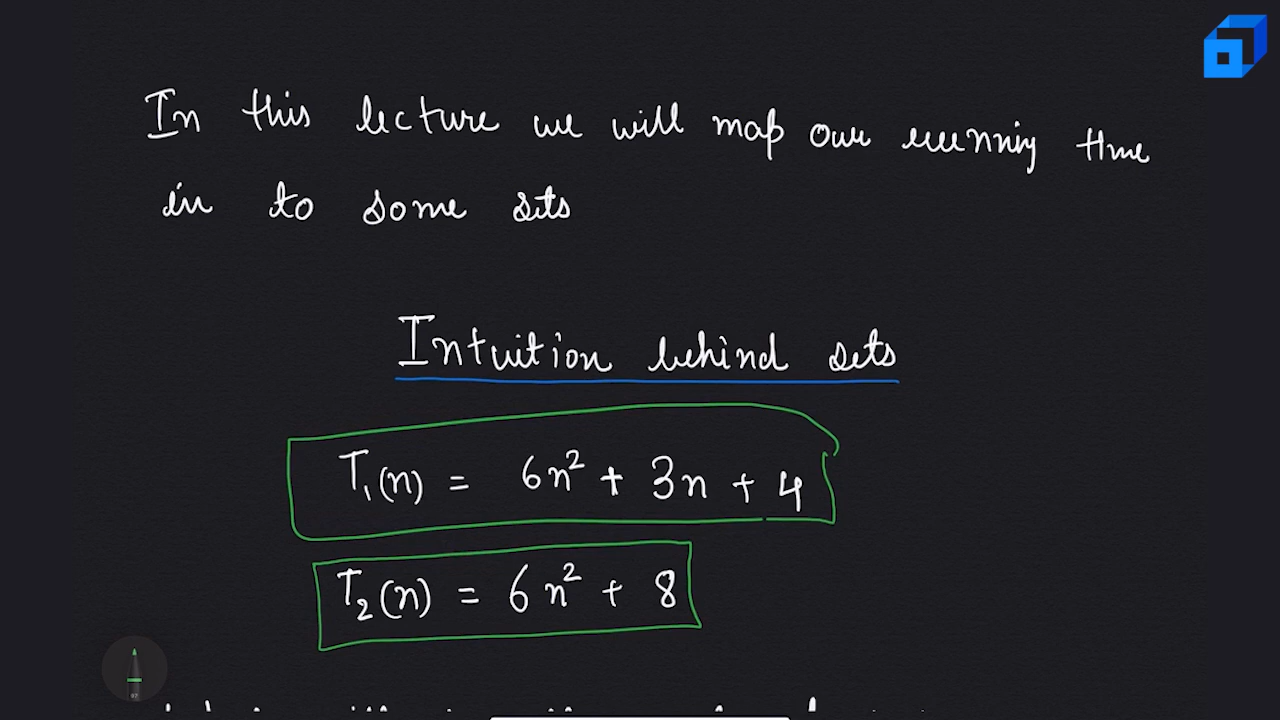 In this lecture we will map our running time
in to some sets
Intuition behind sets
T₁(n) = 6n² + 3n + 4
T₂(n) = 6n² + 8